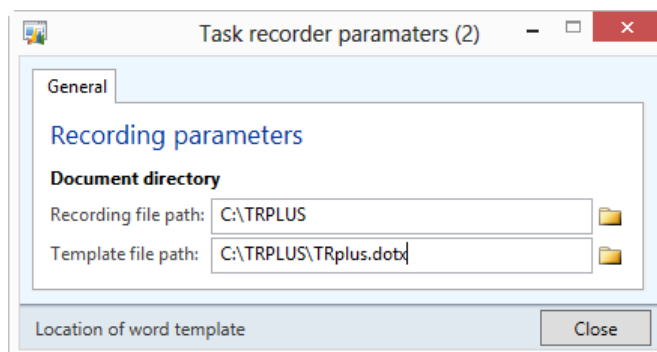 Task recorder paramaters (2)
General
Recording parameters
Document directory
Recording file path: C:\TRPLUS
Template file path: C:\TRPLUS\TRplus.dotx
Location of word template Close